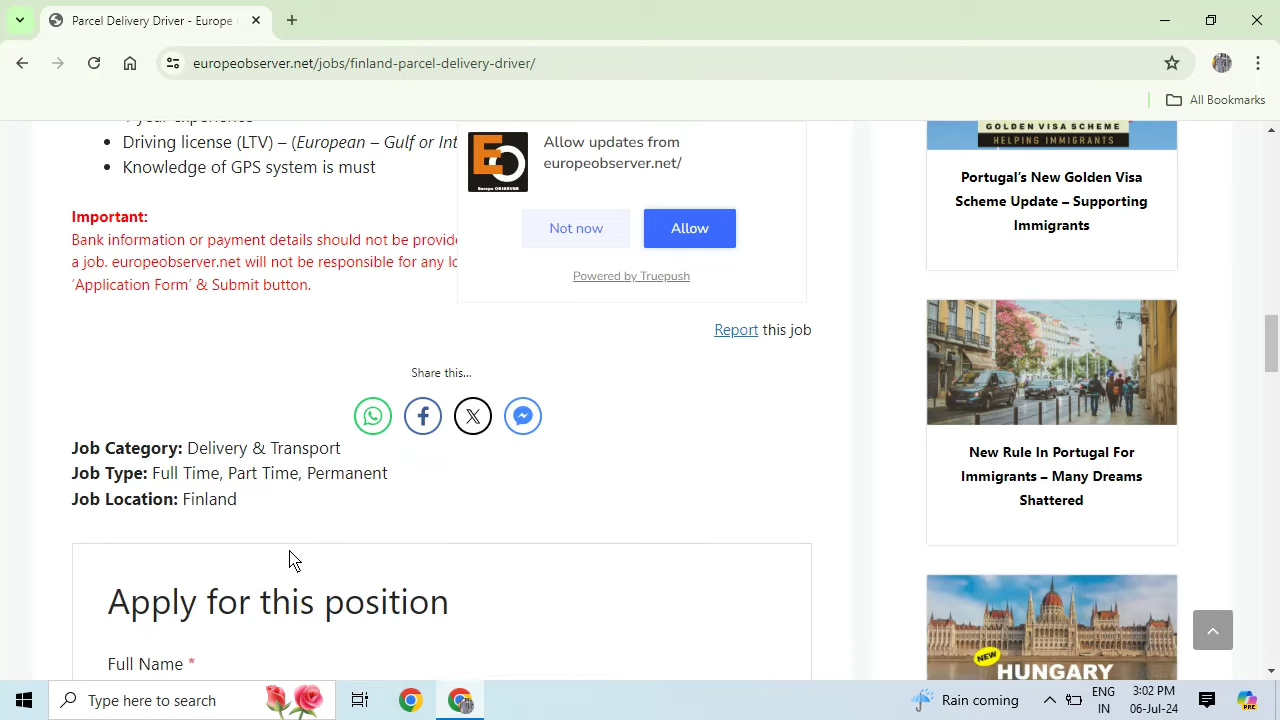 Parcel Delivery Driver - Europe
europeobserver.net/jobs/finland-parcel-delivery-driver/
All Bookmarks
year experience
Driving license (LTV) – (Preferred – Gulf or Int
Knowledge of GPS system is must
Important:
Bank information or payment details should not be provide
a job. europeobserver.net will not be responsible for any lo
‘Application Form’ & Submit button.
EO
Europe OBSERVER
Allow updates from
europeobserver.net/
Not now
Allow
Powered by Truepush
Report this job
Share this...
Job Category: Delivery & Transport
Job Type: Full Time, Part Time, Permanent
Job Location: Finland
Apply for this position
Full Name *
GOLDEN VISA SCHEME
HELPING IMMIGRANTS
Portugal’s New Golden Visa
Scheme Update – Supporting
Immigrants
New Rule In Portugal For
Immigrants – Many Dreams
Shattered
NEW
HUNGARY
Type here to search
Rain coming
ENG
IN
3:02 PM
06-Jul-24